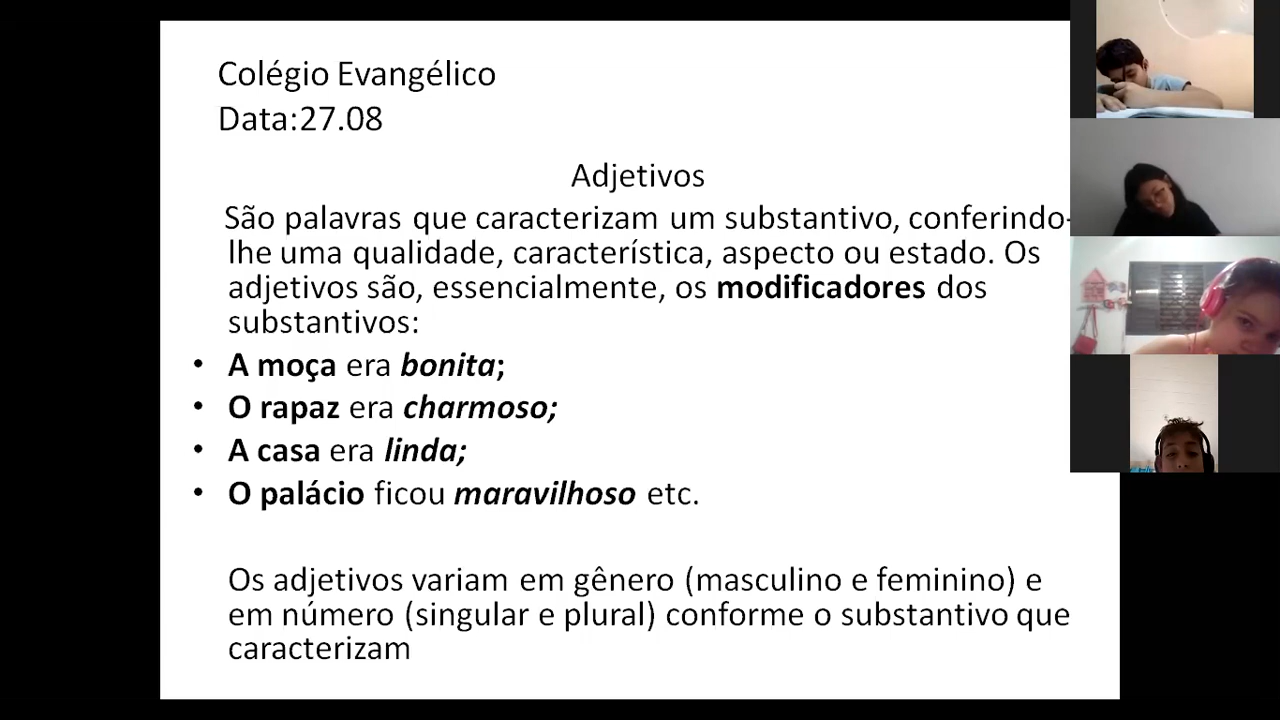 Colégio Evangélico
Data:27.08
Adjetivos
São palavras que caracterizam um substantivo, conferindo-
lhe uma qualidade, característica, aspecto ou estado. Os
adjetivos são, essencialmente, os modificadores dos
substantivos:
• A moça era bonita;
• O rapaz era charmoso;
• A casa era linda;
• O palácio ficou maravilhoso etc.
Os adjetivos variam em gênero (masculino e feminino) e
em número (singular e plural) conforme o substantivo que
caracterizam